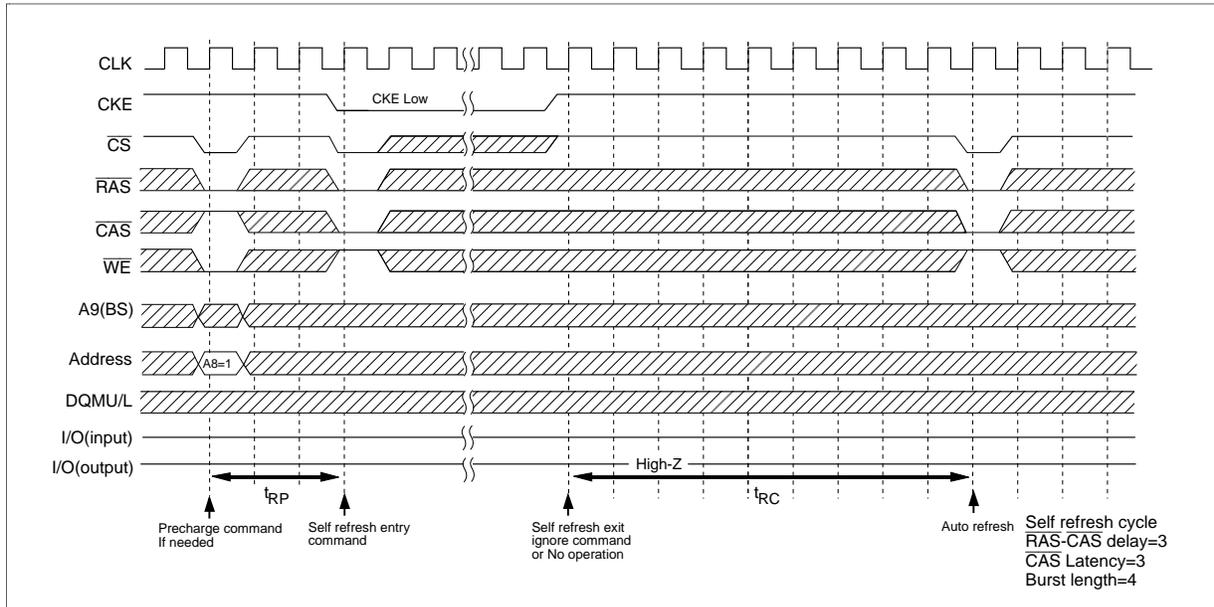 CLK
CKE
CKE Low
CS
RAS
CAS
WE
A9(BS)
Address
A8=1
DQMU/L
I/O(input)
I/O(output)
High-Z
tRP
tRC
Precharge command
If needed
Self refresh entry
command
Self refresh exit
ignore command
or No operation
Auto refresh
Self refresh cycle
RAS-CAS delay=3
CAS Latency=3
Burst length=4